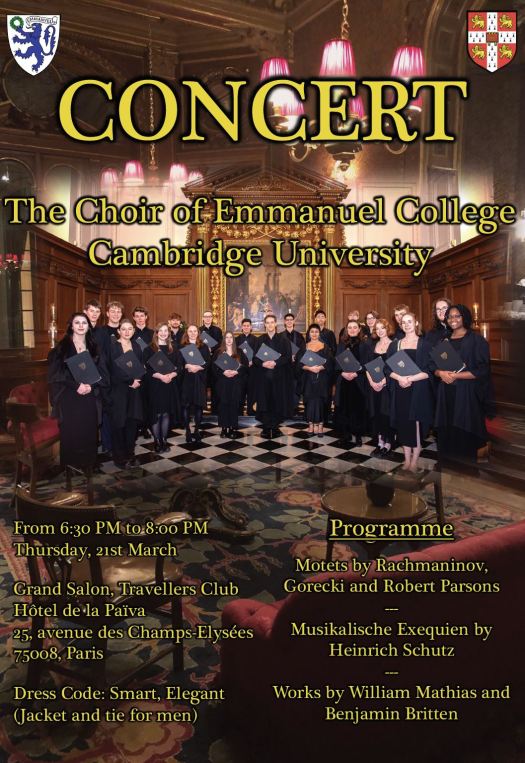 CONCERT
The Choir of Emmanuel College
Cambridge University
From 6:30 PM to 8:00 PM
Thursday, 21st March
Grand Salon, Travellers Club
Hôtel de la Païva
25, avenue des Champs-Elysées
75008, Paris
Dress Code: Smart, Elegant
(Jacket and tie for men)
Programme
Motets by Rachmaninov,
Gorecki and Robert Parsons
---
Musikalische Exequien by
Heinrich Schutz
---
Works by William Mathias and
Benjamin Britten